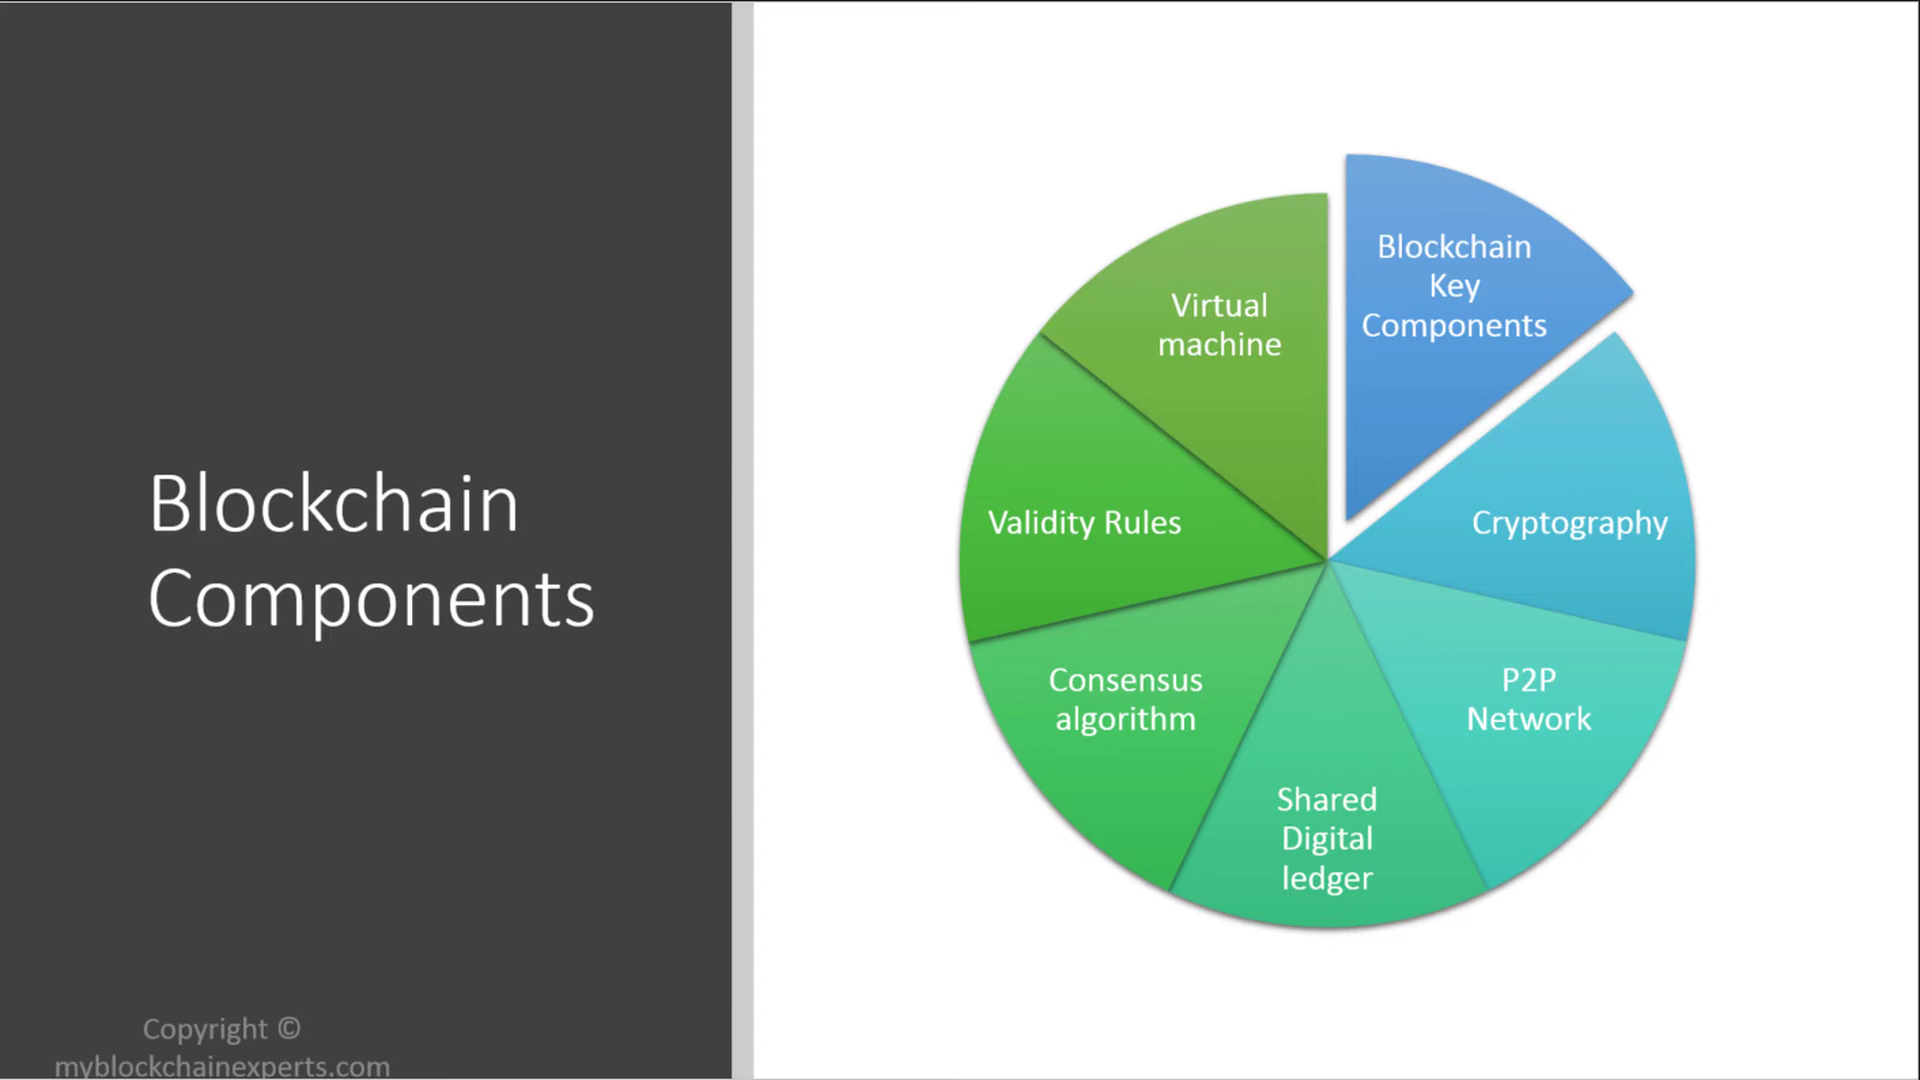 Blockchain
Components
Blockchain
Key
Components
Cryptography
P2P
Network
Shared
Digital
ledger
Consensus
algorithm
Validity Rules
Virtual
machine
Copyright ©
myblockchainexperts.com